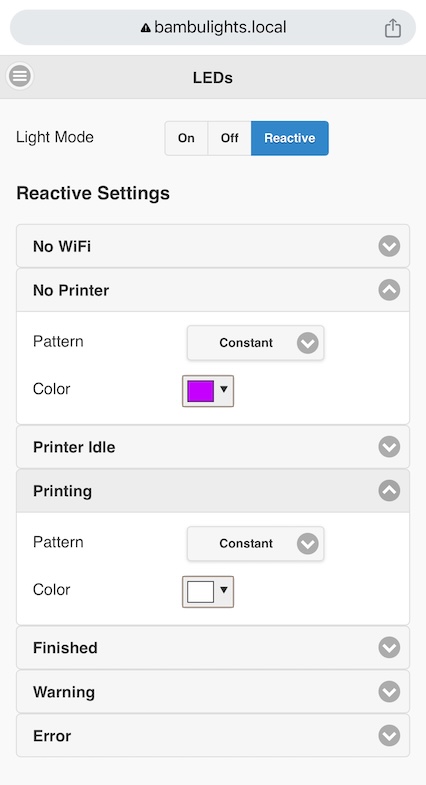 bambulights.local
LEDs
Light Mode On Off Reactive
Reactive Settings
No WiFi
No Printer
Pattern Constant
Color
Printer Idle
Printing
Pattern Constant
Color
Finished
Warning
Error